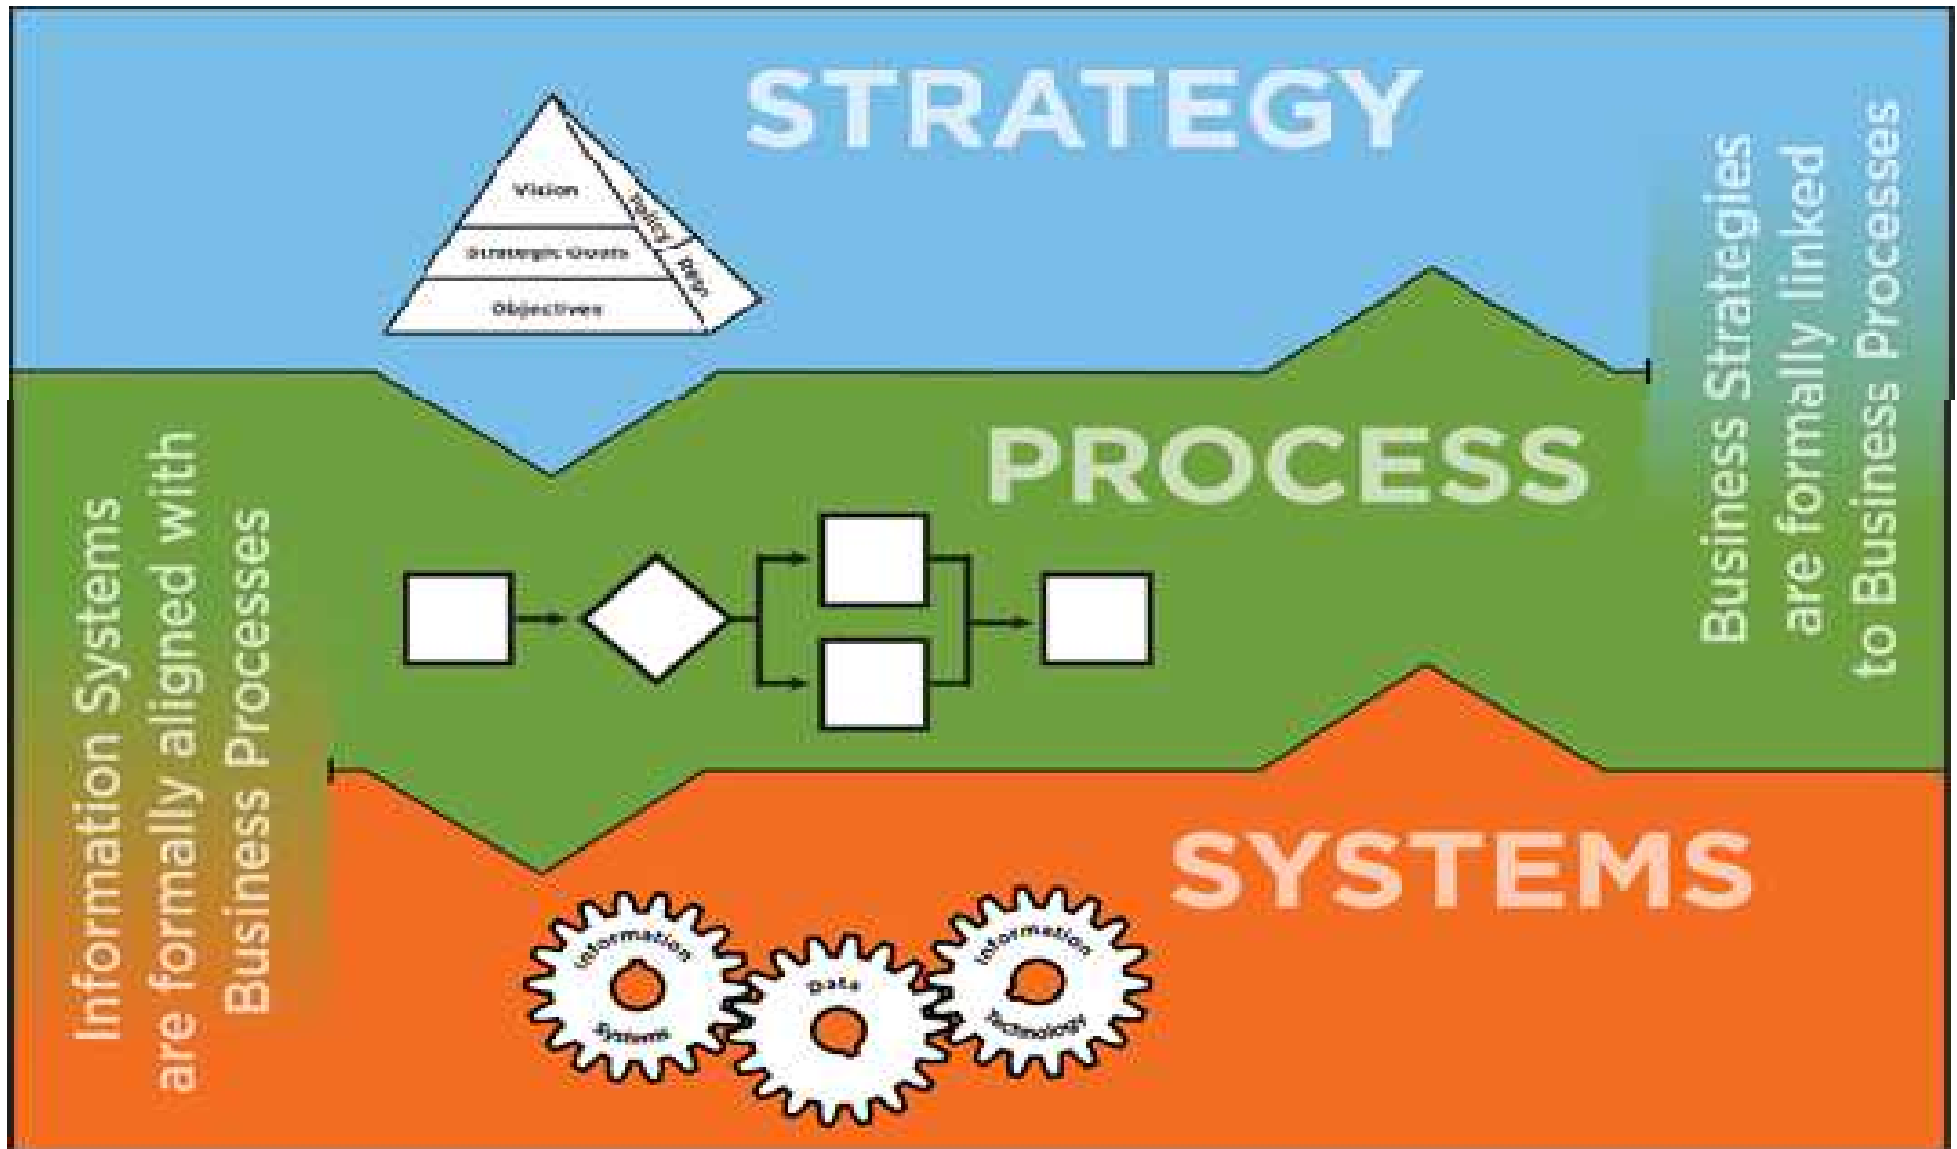 STRATEGY
Vision
Strategic Goals
Objectives
Policy
Business Strategies
are formally linked
to Business Processes
PROCESS
Information Systems
are formally aligned with
Business Processes
SYSTEMS
Information
Systems
Data
Information
Technology